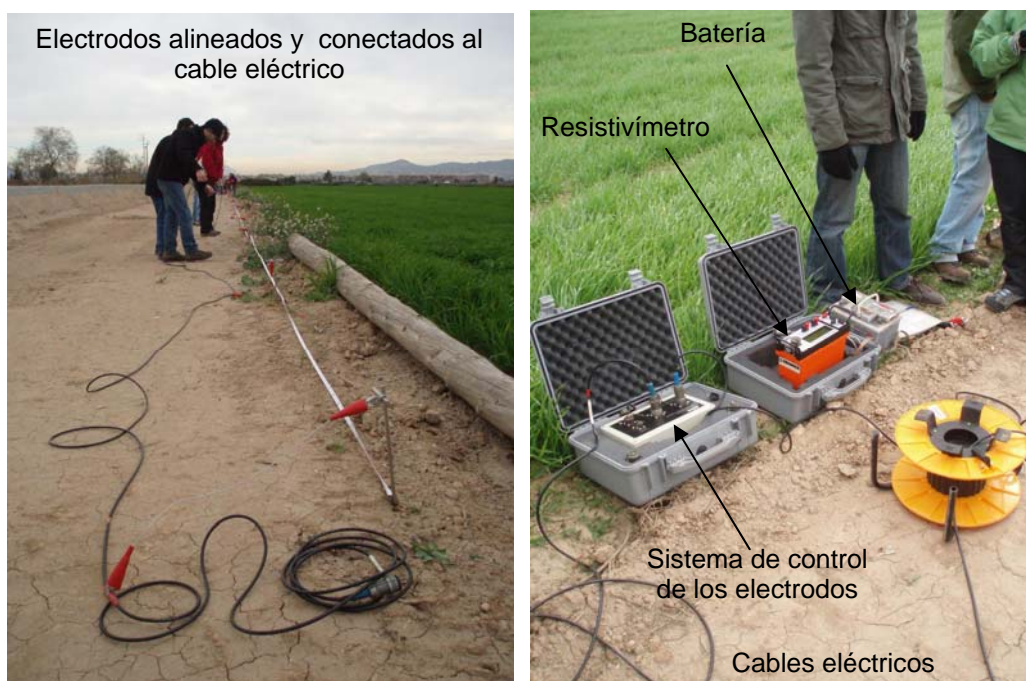 Electrodos alineados y conectados al
cable eléctrico
Batería
Resistivímetro
Sistema de control
de los electrodos
Cables eléctricos